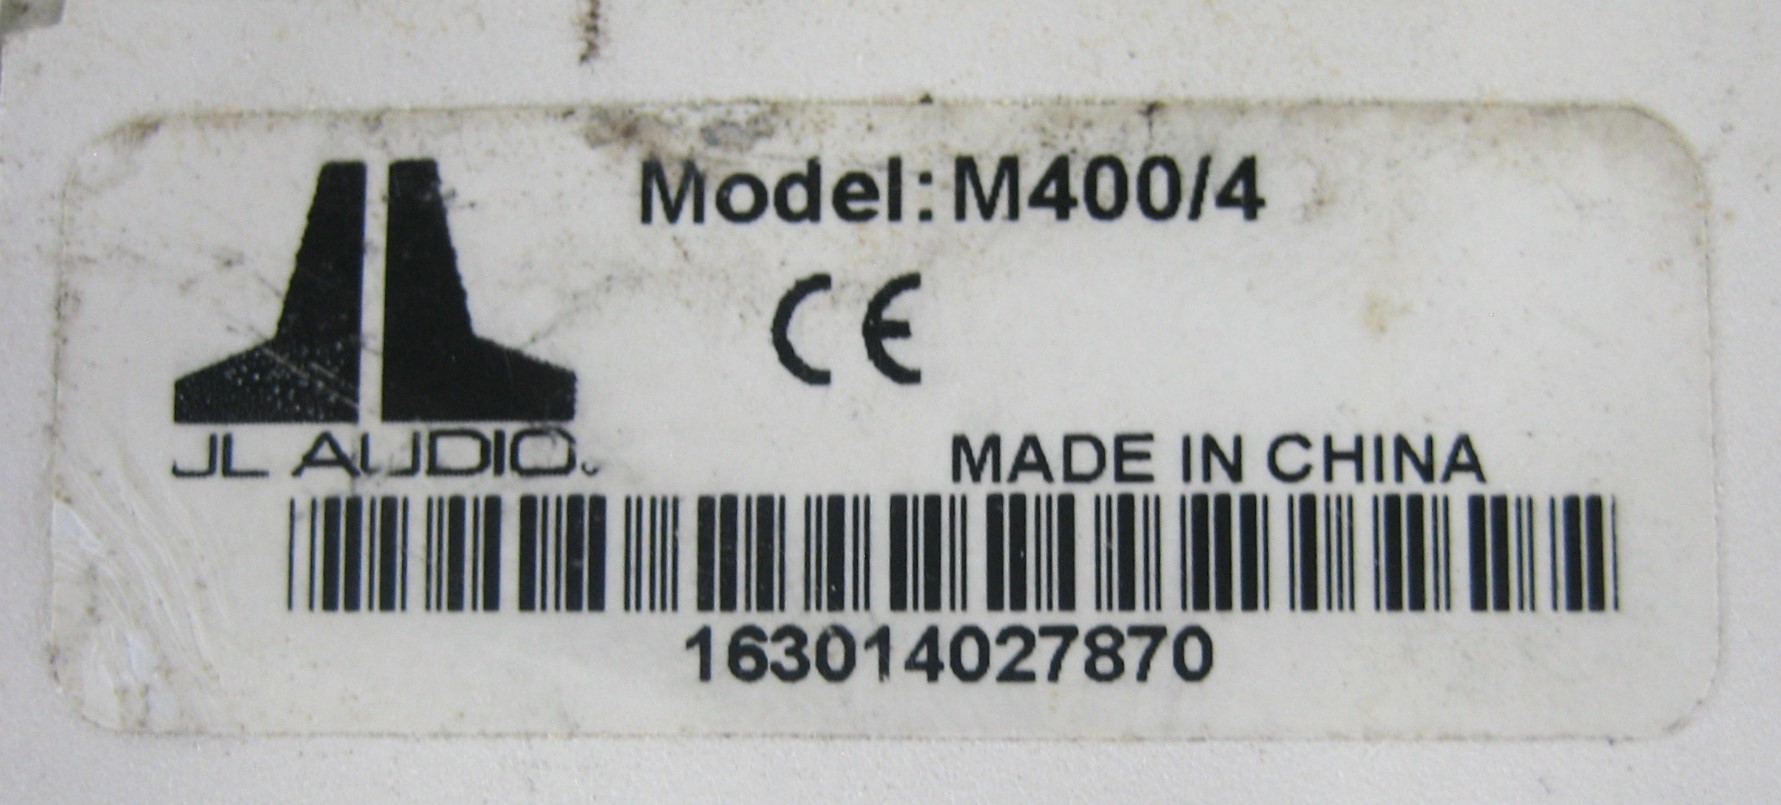 Model: M400/4
CE
JL AUDIO
MADE IN CHINA
163014027870